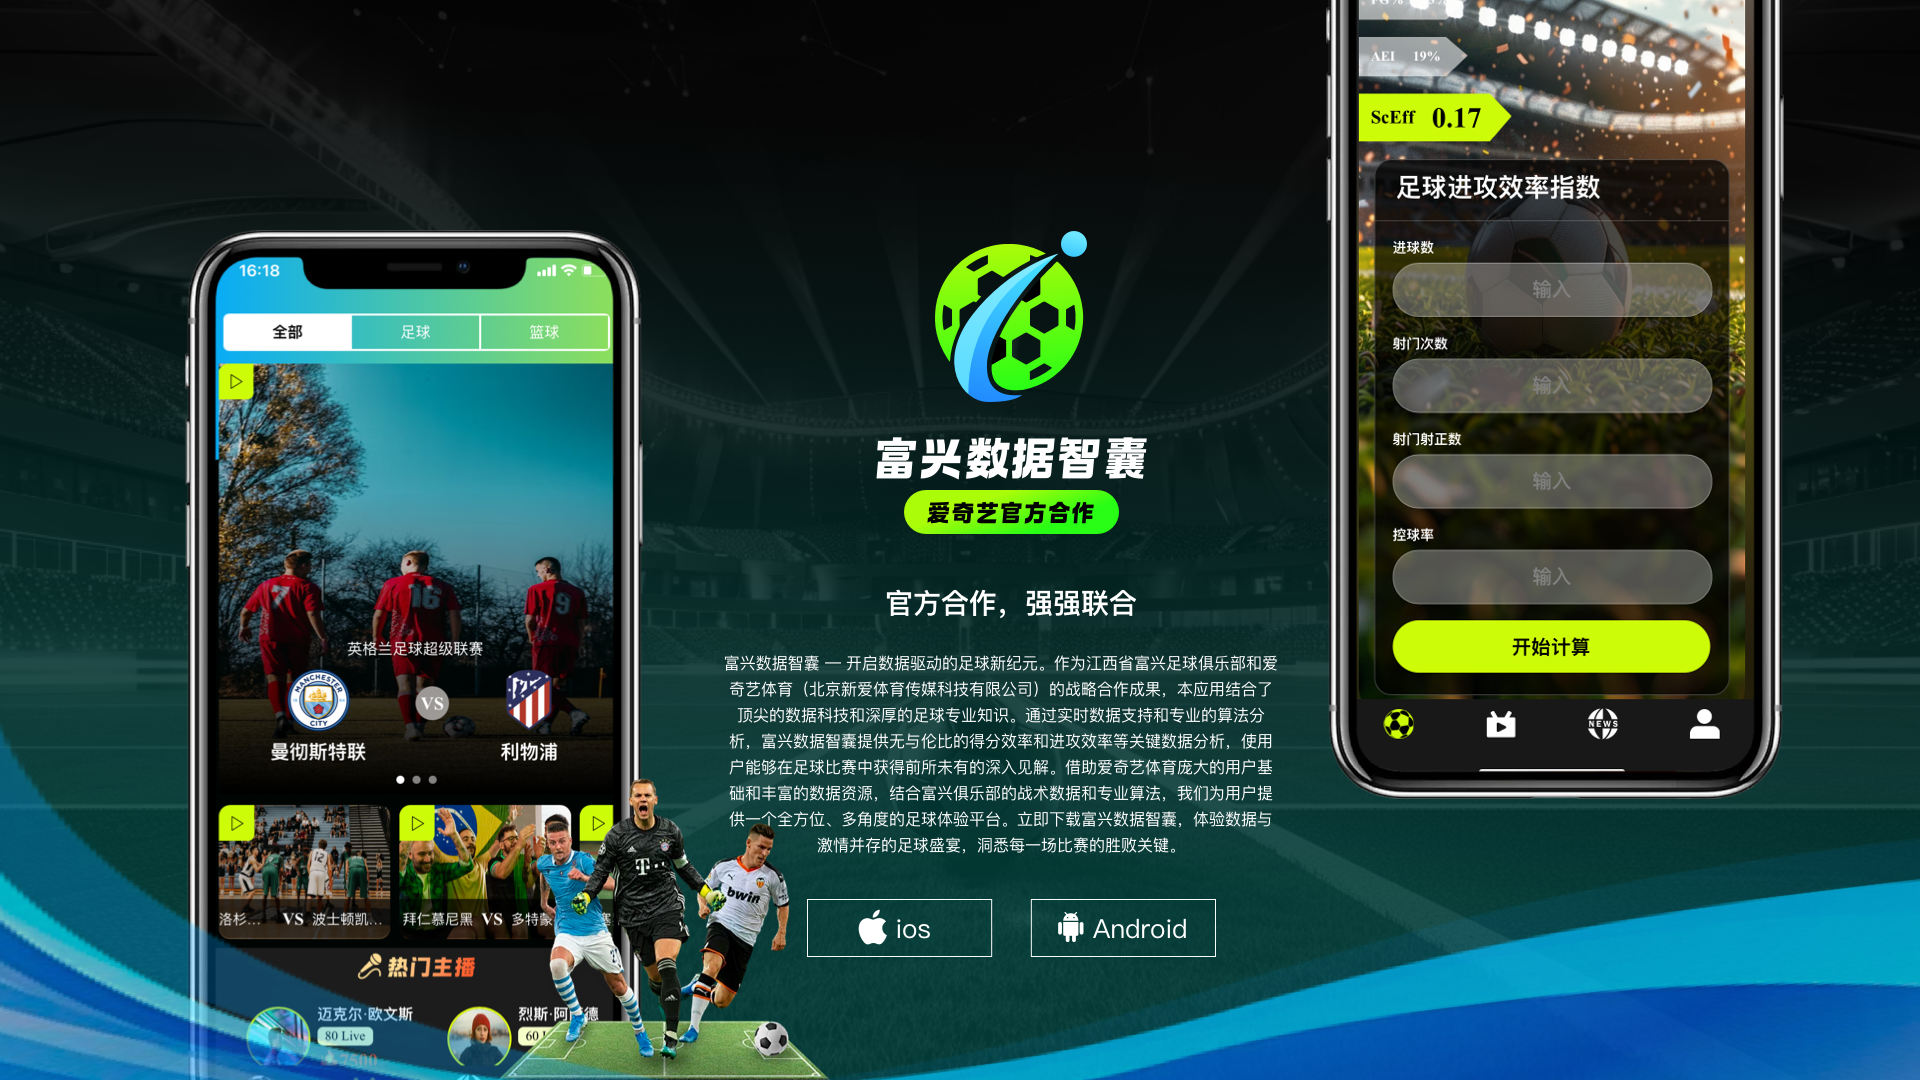 16:18
全部
足球
篮球
英格兰足球超级联赛
MANCHESTER
CITY
VS
曼彻斯特联
利物浦
洛杉...
VS
波士顿凯...
拜仁慕尼黑
VS
热门主播
迈克尔·欧文斯
80 Live
7500
7
16
9
12
T
bwin
富兴数据智囊
爱奇艺官方合作
官方合作，强强联合
富兴数据智囊 — 开启数据驱动的足球新纪元。作为江西省富兴足球俱乐部和爱
奇艺体育（北京新爱体育传媒科技有限公司）的战略合作成果，本应用结合了
顶尖的数据科技和深厚的足球专业知识。通过实时数据支持和专业的算法分
析，富兴数据智囊提供无与伦比的得分效率和进攻效率等关键数据分析，使用
户能够在足球比赛中获得前所未有的深入见解。借助爱奇艺体育庞大的用户基
础和丰富的数据资源，结合富兴俱乐部的战术数据和专业算法，我们为用户提
供一个全方位、多角度的足球体验平台。立即下载富兴数据智囊，体验数据与
激情并存的足球盛宴，洞悉每一场比赛的胜败关键。
ios
Android
AEI 19%
ScEff 0.17
足球进攻效率指数
进球数
输入
射门次数
输入
射门射正数
输入
控球率
输入
开始计算
NEWS